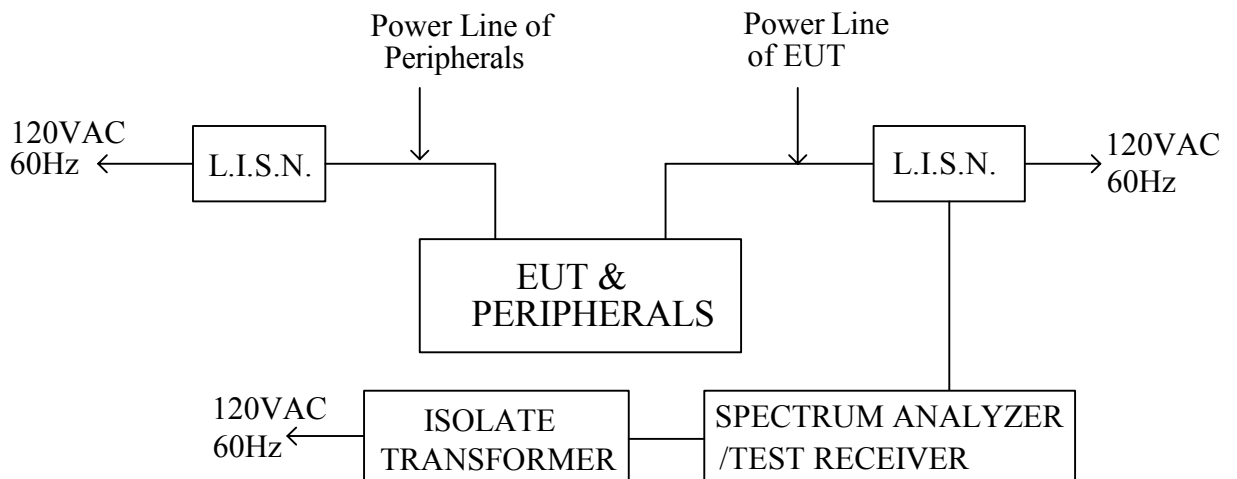 Power Line of
Peripherals
Power Line
of EUT
120VAC
60Hz
L.I.S.N.
L.I.S.N.
120VAC
60Hz
EUT &
PERIPHERALS
120VAC
60Hz
ISOLATE
TRANSFORMER
SPECTRUM ANALYZER
/TEST RECEIVER